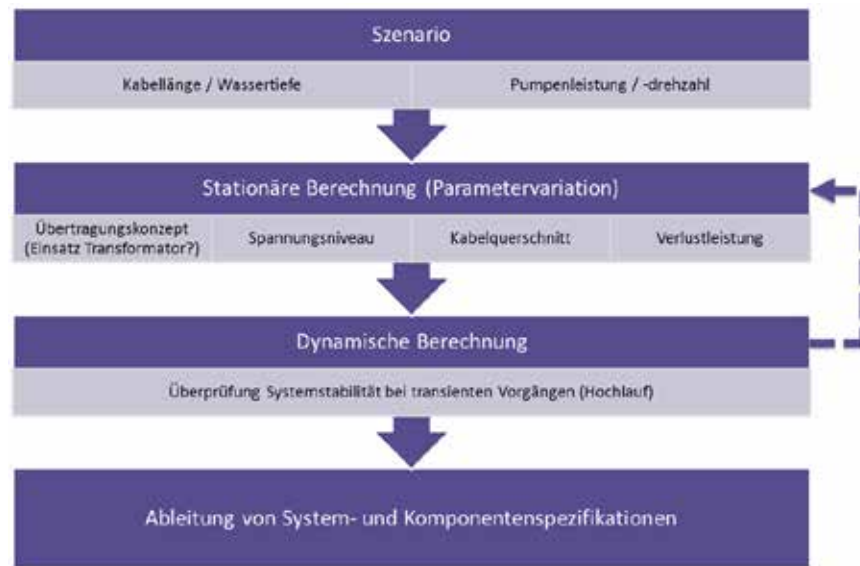 Szenario
Kabellänge / Wassertiefe
Pumpenleistung / -drehzahl
Stationäre Berechnung (Parametervariation)
Übertragungskonzept
(Einsatz Transformator?)
Spannungsniveau
Kabelquerschnitt
Verlustleistung
Dynamische Berechnung
Überprüfung Systemstabilität bei transienten Vorgängen (Hochlauf)
Ableitung von System- und Komponentenspezifikationen